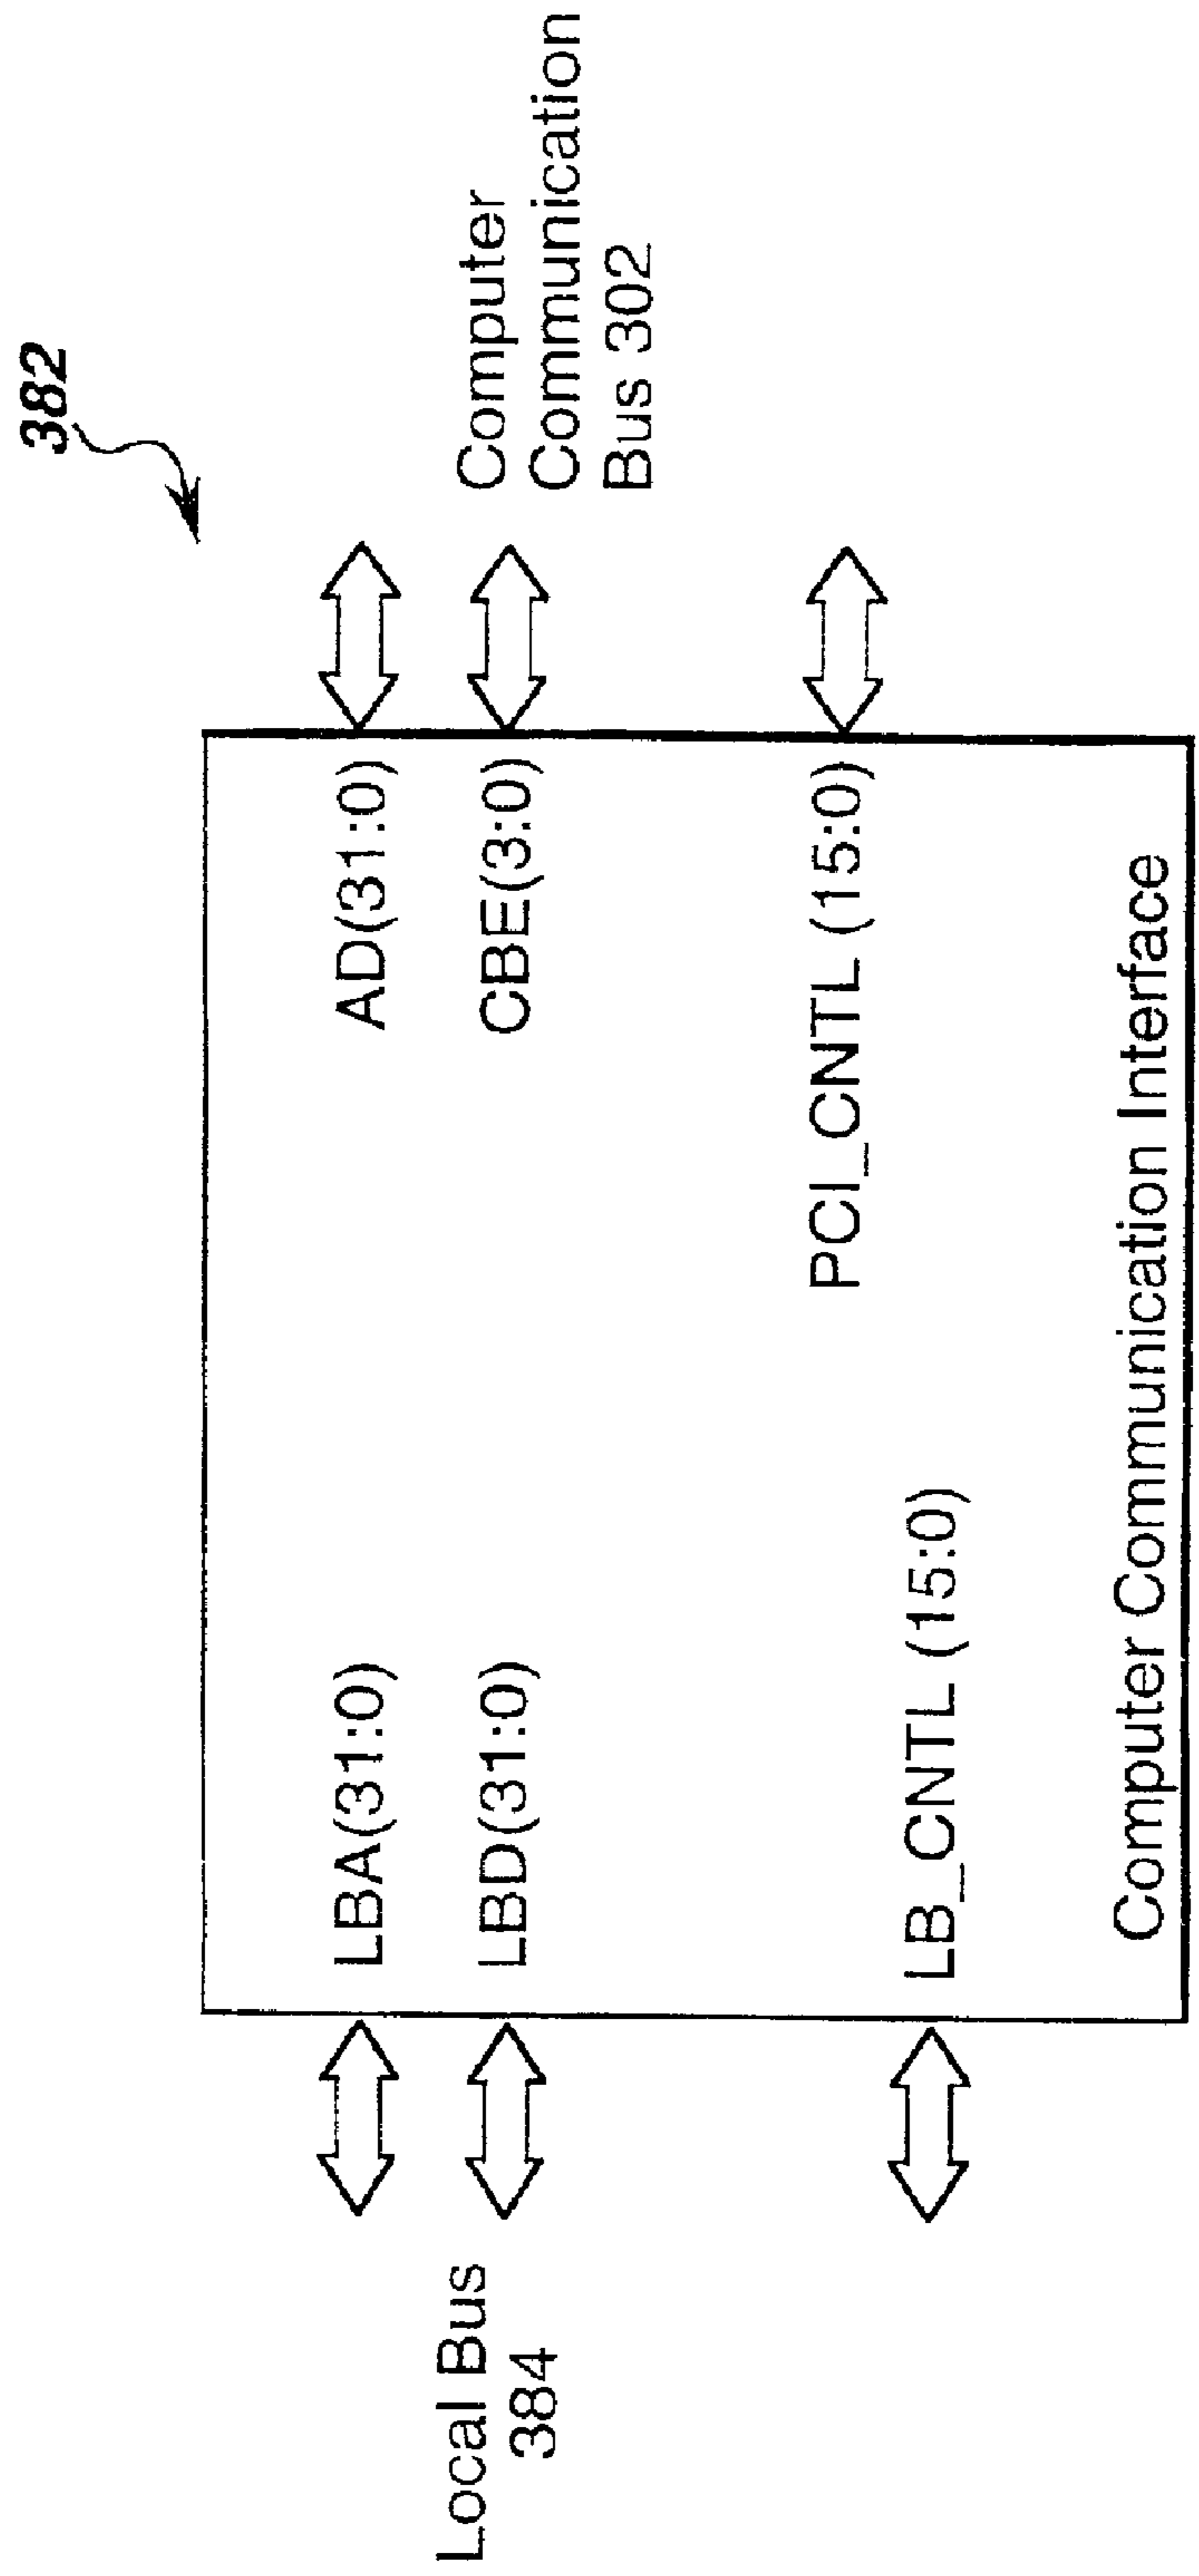 382
Local Bus
384
LBA(31:0)
LBD(31:0)
LB_CNTL (15:0)
AD(31:0)
CBE(3:0)
PCI_CNTL (15:0)
Computer Communication Interface
Computer
Communication
Bus 302